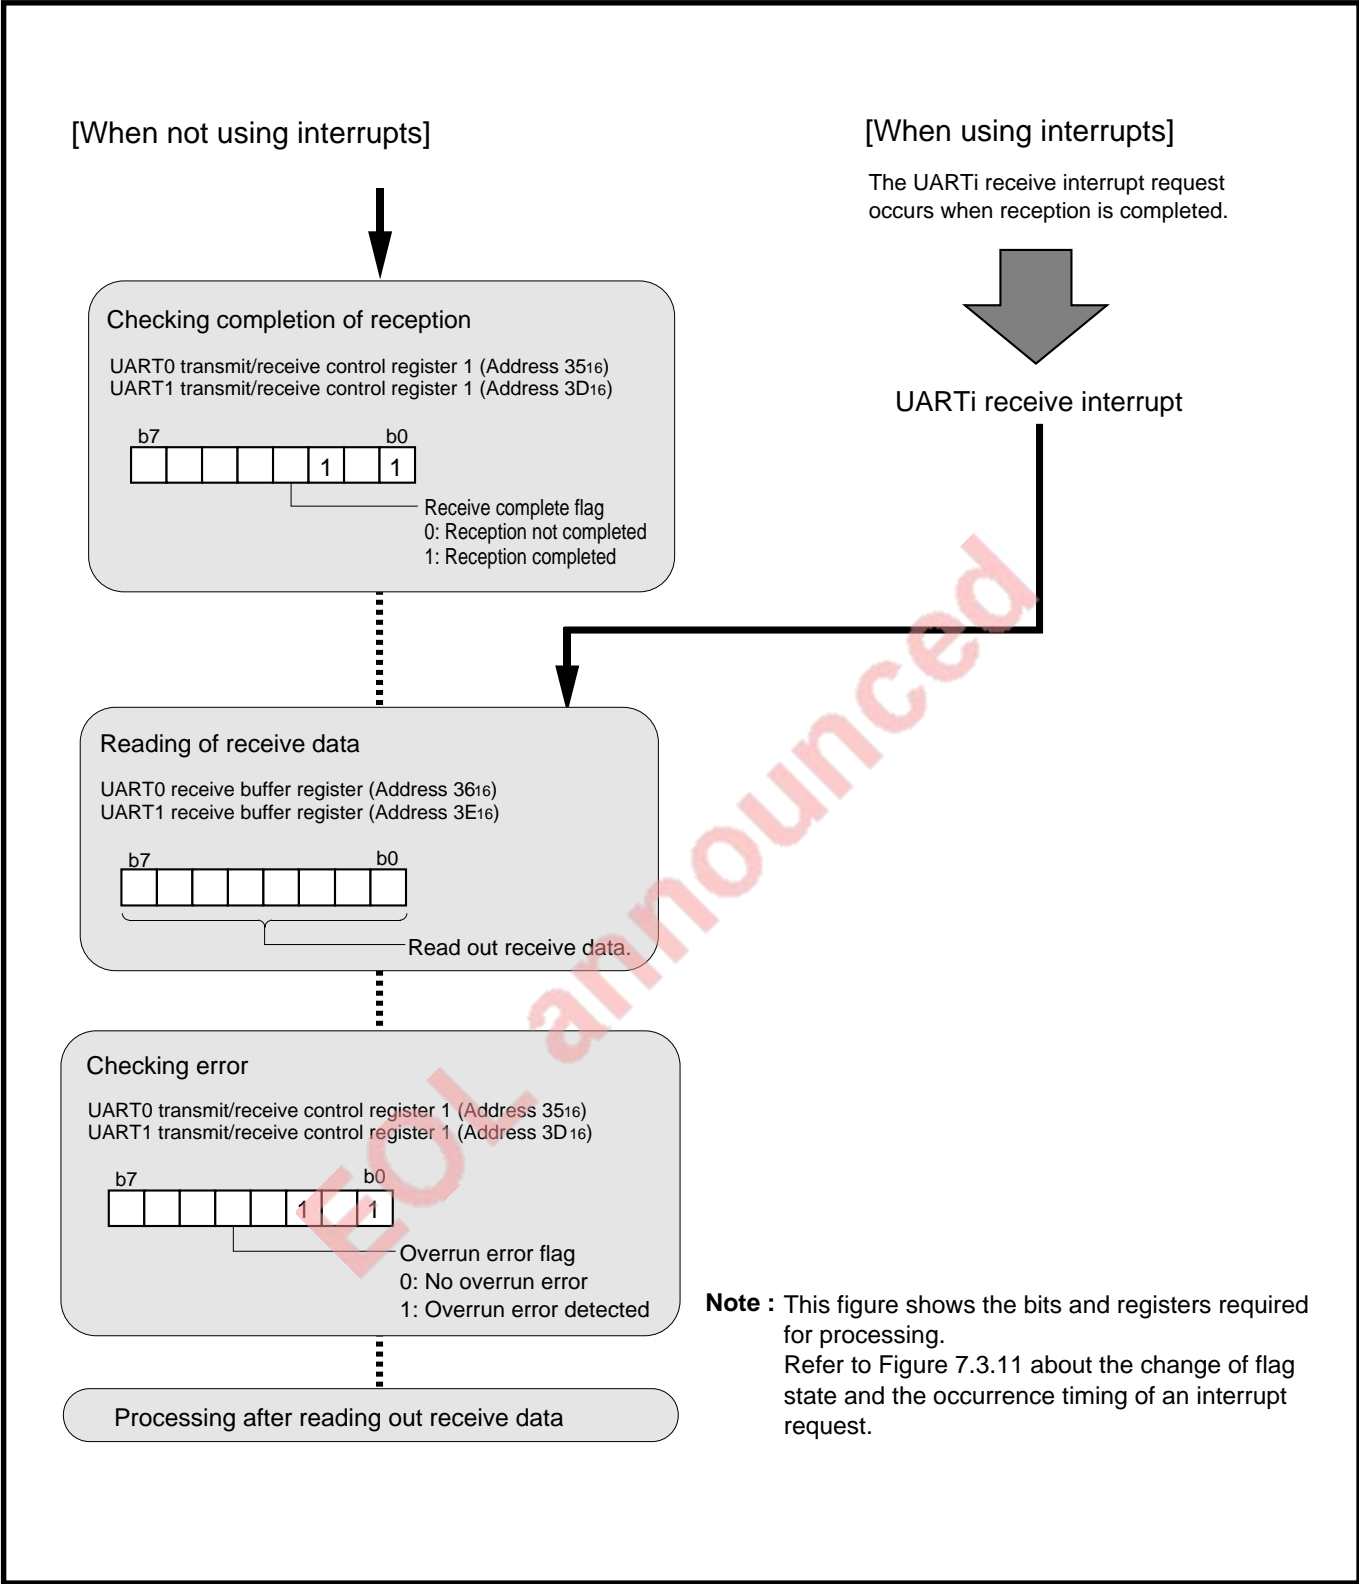 [When not using interrupts]
[When using interrupts]
The UARTi receive interrupt request
occurs when reception is completed.
UARTi receive interrupt
Checking completion of reception
UART0 transmit/receive control register 1 (Address 3516)
UART1 transmit/receive control register 1 (Address 3D16)
b7 b0
1 1
Receive complete flag
0: Reception not completed
1: Reception completed
Reading of receive data
UART0 receive buffer register (Address 3616)
UART1 receive buffer register (Address 3E16)
b7 b0
Read out receive data.
Checking error
UART0 transmit/receive control register 1 (Address 3516)
UART1 transmit/receive control register 1 (Address 3D16)
b7 b0
1 1
Overrun error flag
0: No overrun error
1: Overrun error detected
Processing after reading out receive data
Note : This figure shows the bits and registers required
for processing.
Refer to Figure 7.3.11 about the change of flag
state and the occurrence timing of an interrupt
request.
EOL announced